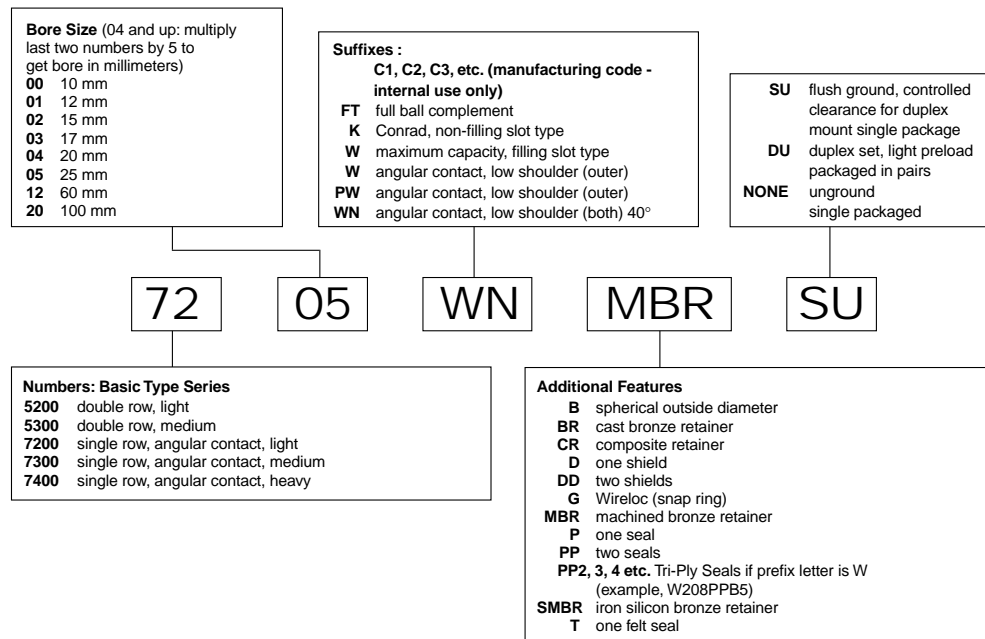 Bore Size (04 and up: multiply
last two numbers by 5 to
get bore in millimeters)
00 10 mm
01 12 mm
02 15 mm
03 17 mm
04 20 mm
05 25 mm
12 60 mm
20 100 mm
Suffixes :
C1, C2, C3, etc. (manufacturing code -
internal use only)
FT full ball complement
K Conrad, non-filling slot type
W maximum capacity, filling slot type
W angular contact, low shoulder (outer)
PW angular contact, low shoulder (outer)
WN angular contact, low shoulder (both) 40°
SU flush ground, controlled
clearance for duplex
mount single package
DU duplex set, light preload
packaged in pairs
NONE unground
single packaged
72 05 WN MBR SU
Numbers: Basic Type Series
5200 double row, light
5300 double row, medium
7200 single row, angular contact, light
7300 single row, angular contact, medium
7400 single row, angular contact, heavy
Additional Features
B spherical outside diameter
BR cast bronze retainer
CR composite retainer
D one shield
DD two shields
G Wireloc (snap ring)
MBR machined bronze retainer
P one seal
PP two seals
PP2, 3, 4 etc. Tri-Ply Seals if prefix letter is W
(example, W208PPB5)
SMBR iron silicon bronze retainer
T one felt seal